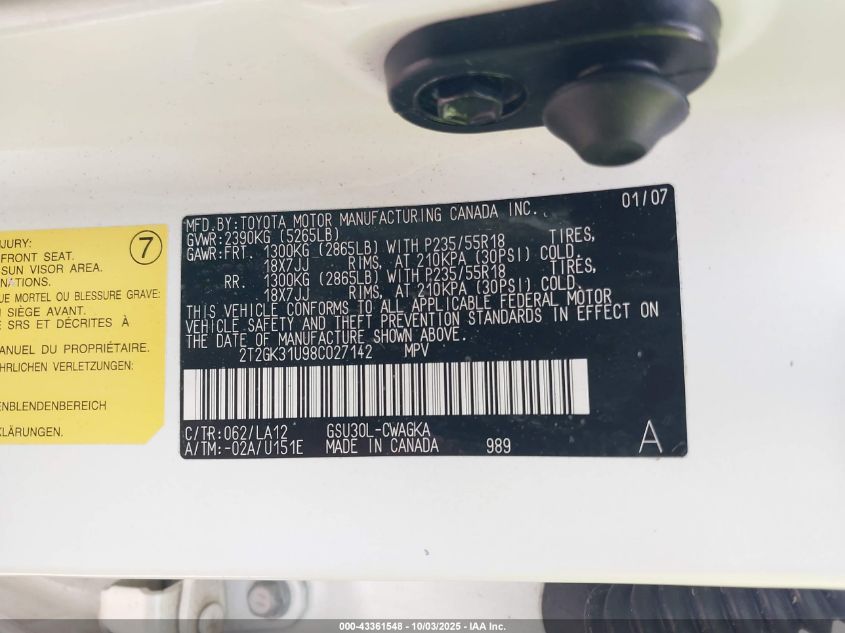 NJURY:
FRONT SEAT.
SUN VISOR AREA.
NATIONS.
QUE MORTEL OU BLESSURE GRAVE:
SIÈGE AVANT.
SRS ET DÉCRITES À
ANUEL DU PROPRIÉTAIRE.
HRLICHEN VERLETZUNGEN:
ENBLENDENBEREICH
KLÄRUNGEN.
7
MFD.BY:TOYOTA MOTOR MANUFACTURING CANADA INC. 01/07
GVWR:2390KG (5265LB)
GAWR:FRT. 1300KG (2865LB) WITH P235/55R18 TIRES,
18X7JJ RIMS, AT 210KPA (30PSI) COLD.
RR. 1300KG (2865LB) WITH P235/55R18 TIRES,
18X7JJ RIMS, AT 210KPA (30PSI) COLD.
THIS VEHICLE CONFORMS TO ALL APPLICABLE FEDERAL MOTOR
VEHICLE SAFETY AND THEFT PREVENTION STANDARDS IN EFFECT ON
THE DATE OF MANUFACTURE SHOWN ABOVE.
2T2GK31U98C027142 MPV
C/TR:062/LA12 GSU30L-CWAGKA
A/TM:-02A/U151E MADE IN CANADA 989 A
000-43361548 - 10/03/2025 - IAA Inc.